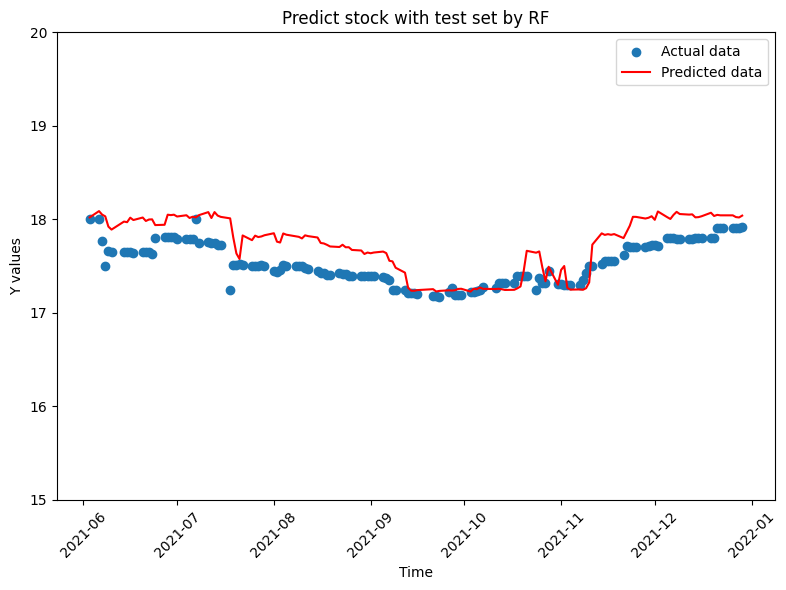 Predict stock with test set by RF
Actual data
Predicted data
Y values
20
19
18
17
16
15
2021-06
2021-07
2021-08
2021-09
2021-10
2021-11
2021-12
2022-01
Time